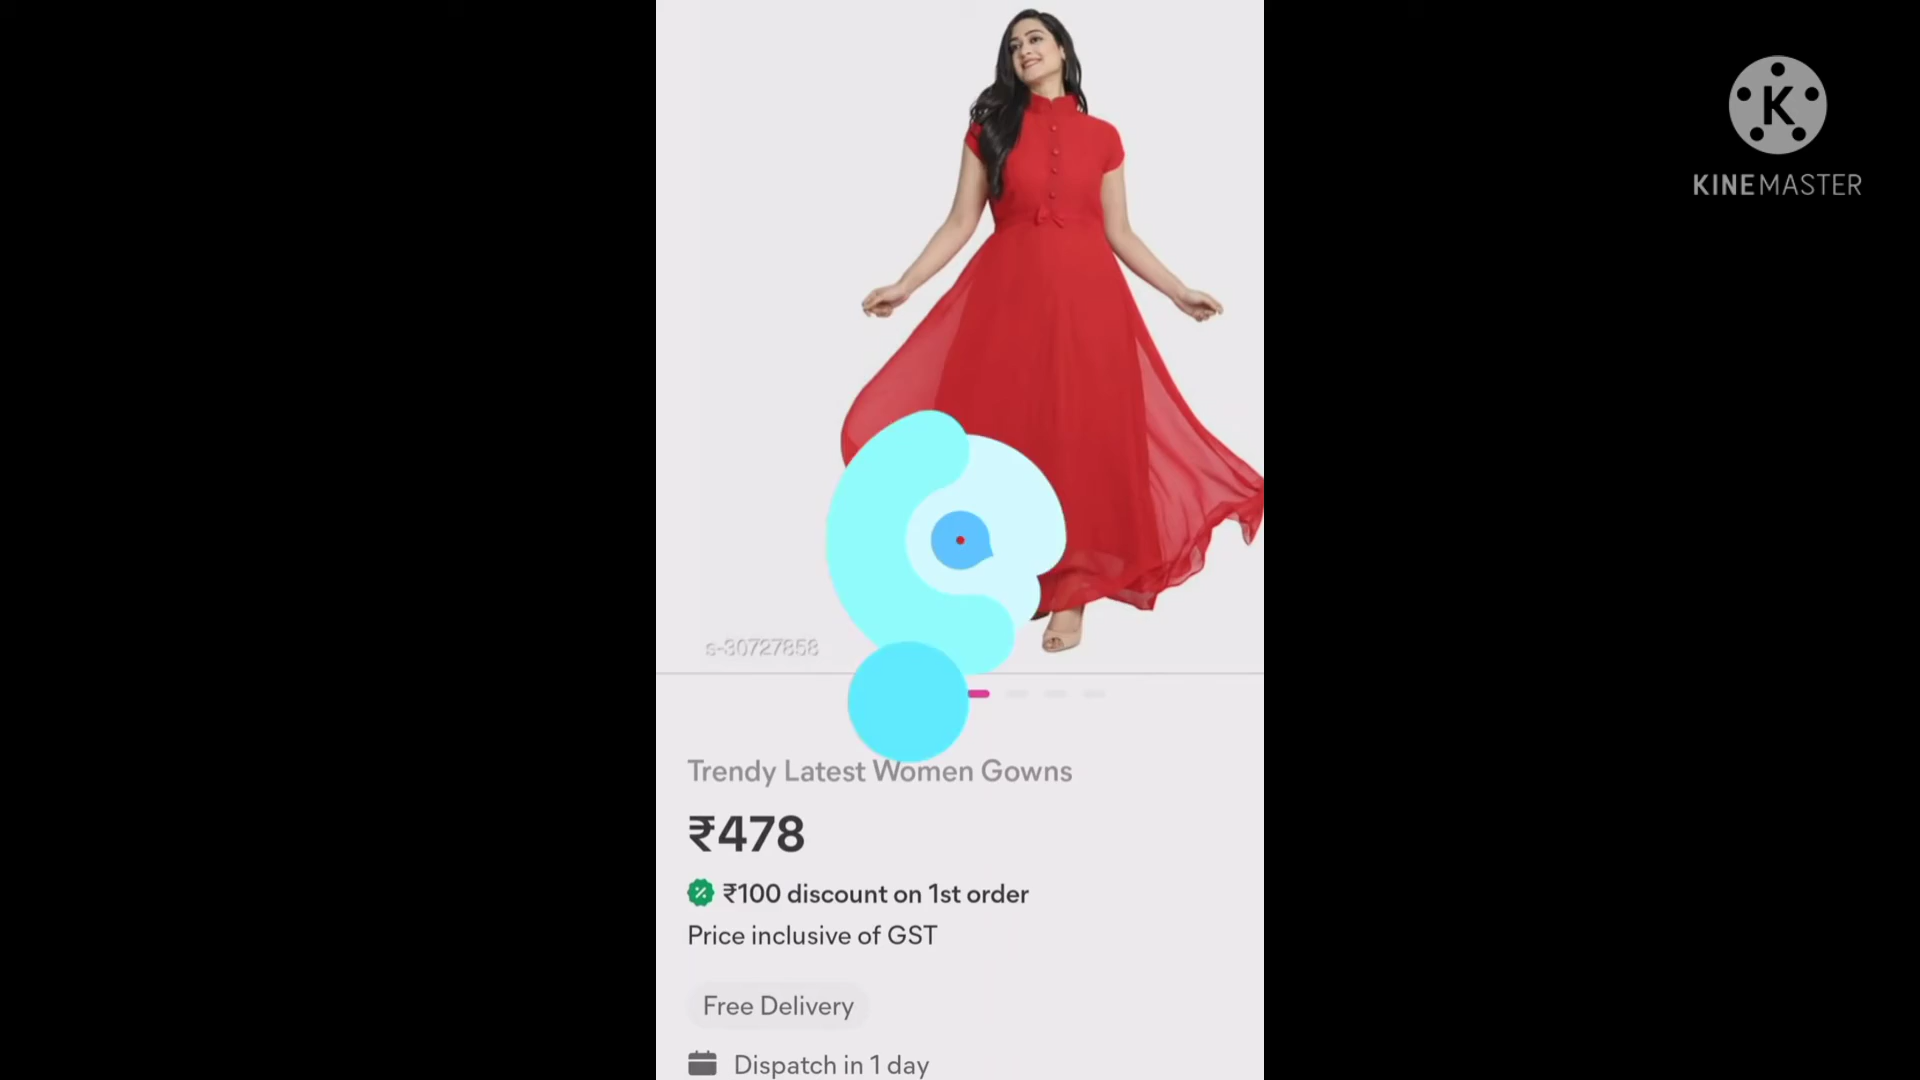 K
KINEMASTER
s-30727858
Trendy Latest Women Gowns
₹478
₹100 discount on 1st order
Price inclusive of GST
Free Delivery
Dispatch in 1 day